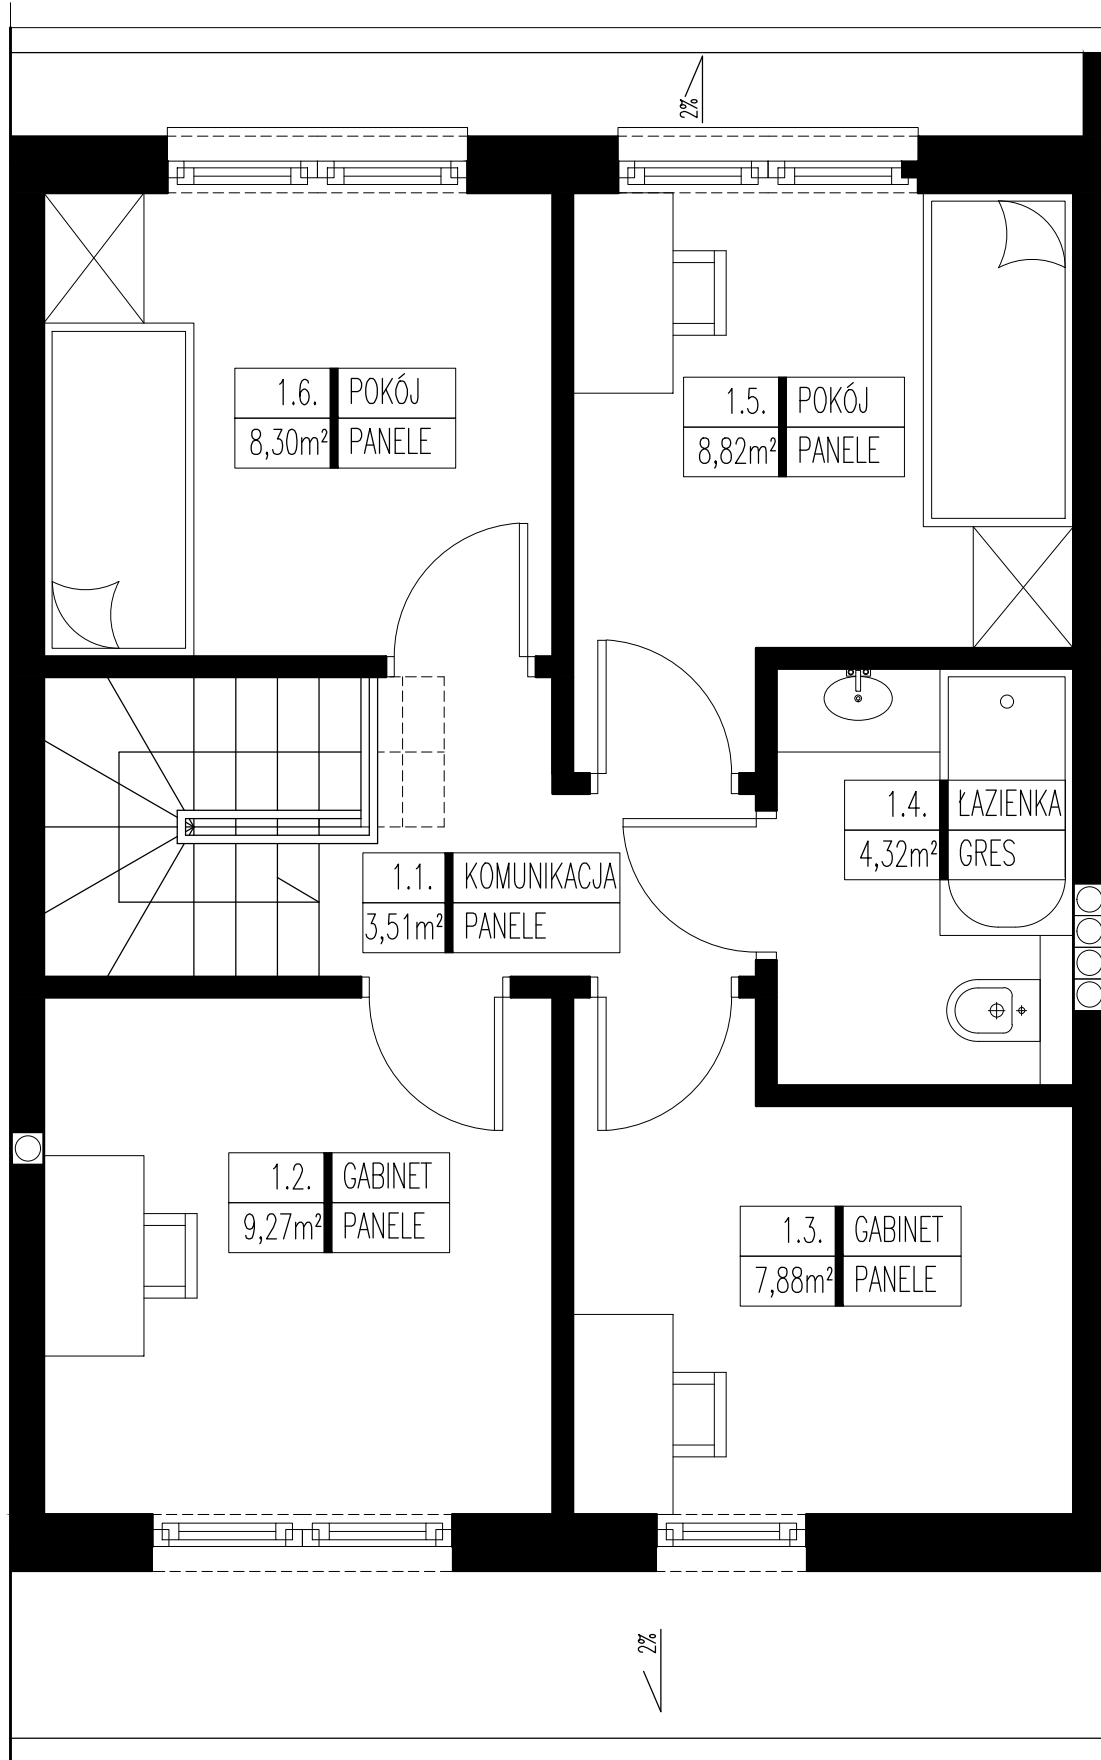 2%
1.6. POKÓJ
8,30m² PANELE
1.5. POKÓJ
8,82m² PANELE
1.4. ŁAZIENKA
4,32m² GRES
1.1. KOMUNIKACJA
3,51m² PANELE
1.2. GABINET
9,27m² PANELE
1.3. GABINET
7,88m² PANELE
2%